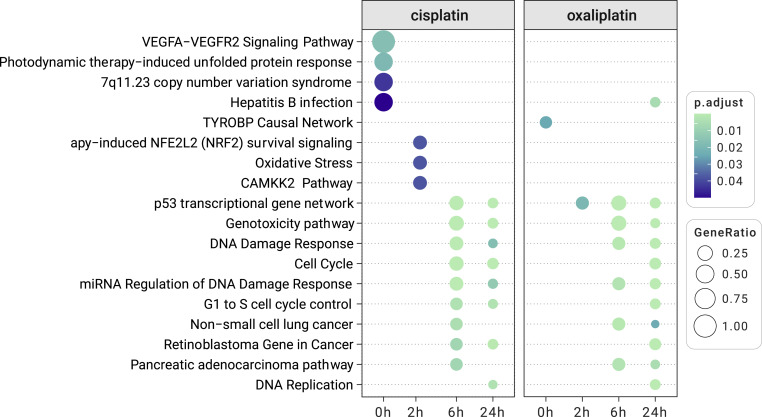 cisplatin oxaliplatin
VEGFA-VEGFR2 Signaling Pathway
Photodynamic therapy-induced unfolded protein response
7q11.23 copy number variation syndrome
Hepatitis B infection
TYROBP Causal Network
apy-induced NFE2L2 (NRF2) survival signaling
Oxidative Stress
CAMKK2 Pathway
p53 transcriptional gene network
Genotoxicity pathway
DNA Damage Response
Cell Cycle
miRNA Regulation of DNA Damage Response
G1 to S cell cycle control
Non-small cell lung cancer
Retinoblastoma Gene in Cancer
Pancreatic adenocarcinoma pathway
DNA Replication
0h 2h 6h 24h 0h 2h 6h 24h
p.adjust
0.01
0.02
0.03
0.04
GeneRatio
0.25
0.50
0.75
1.00